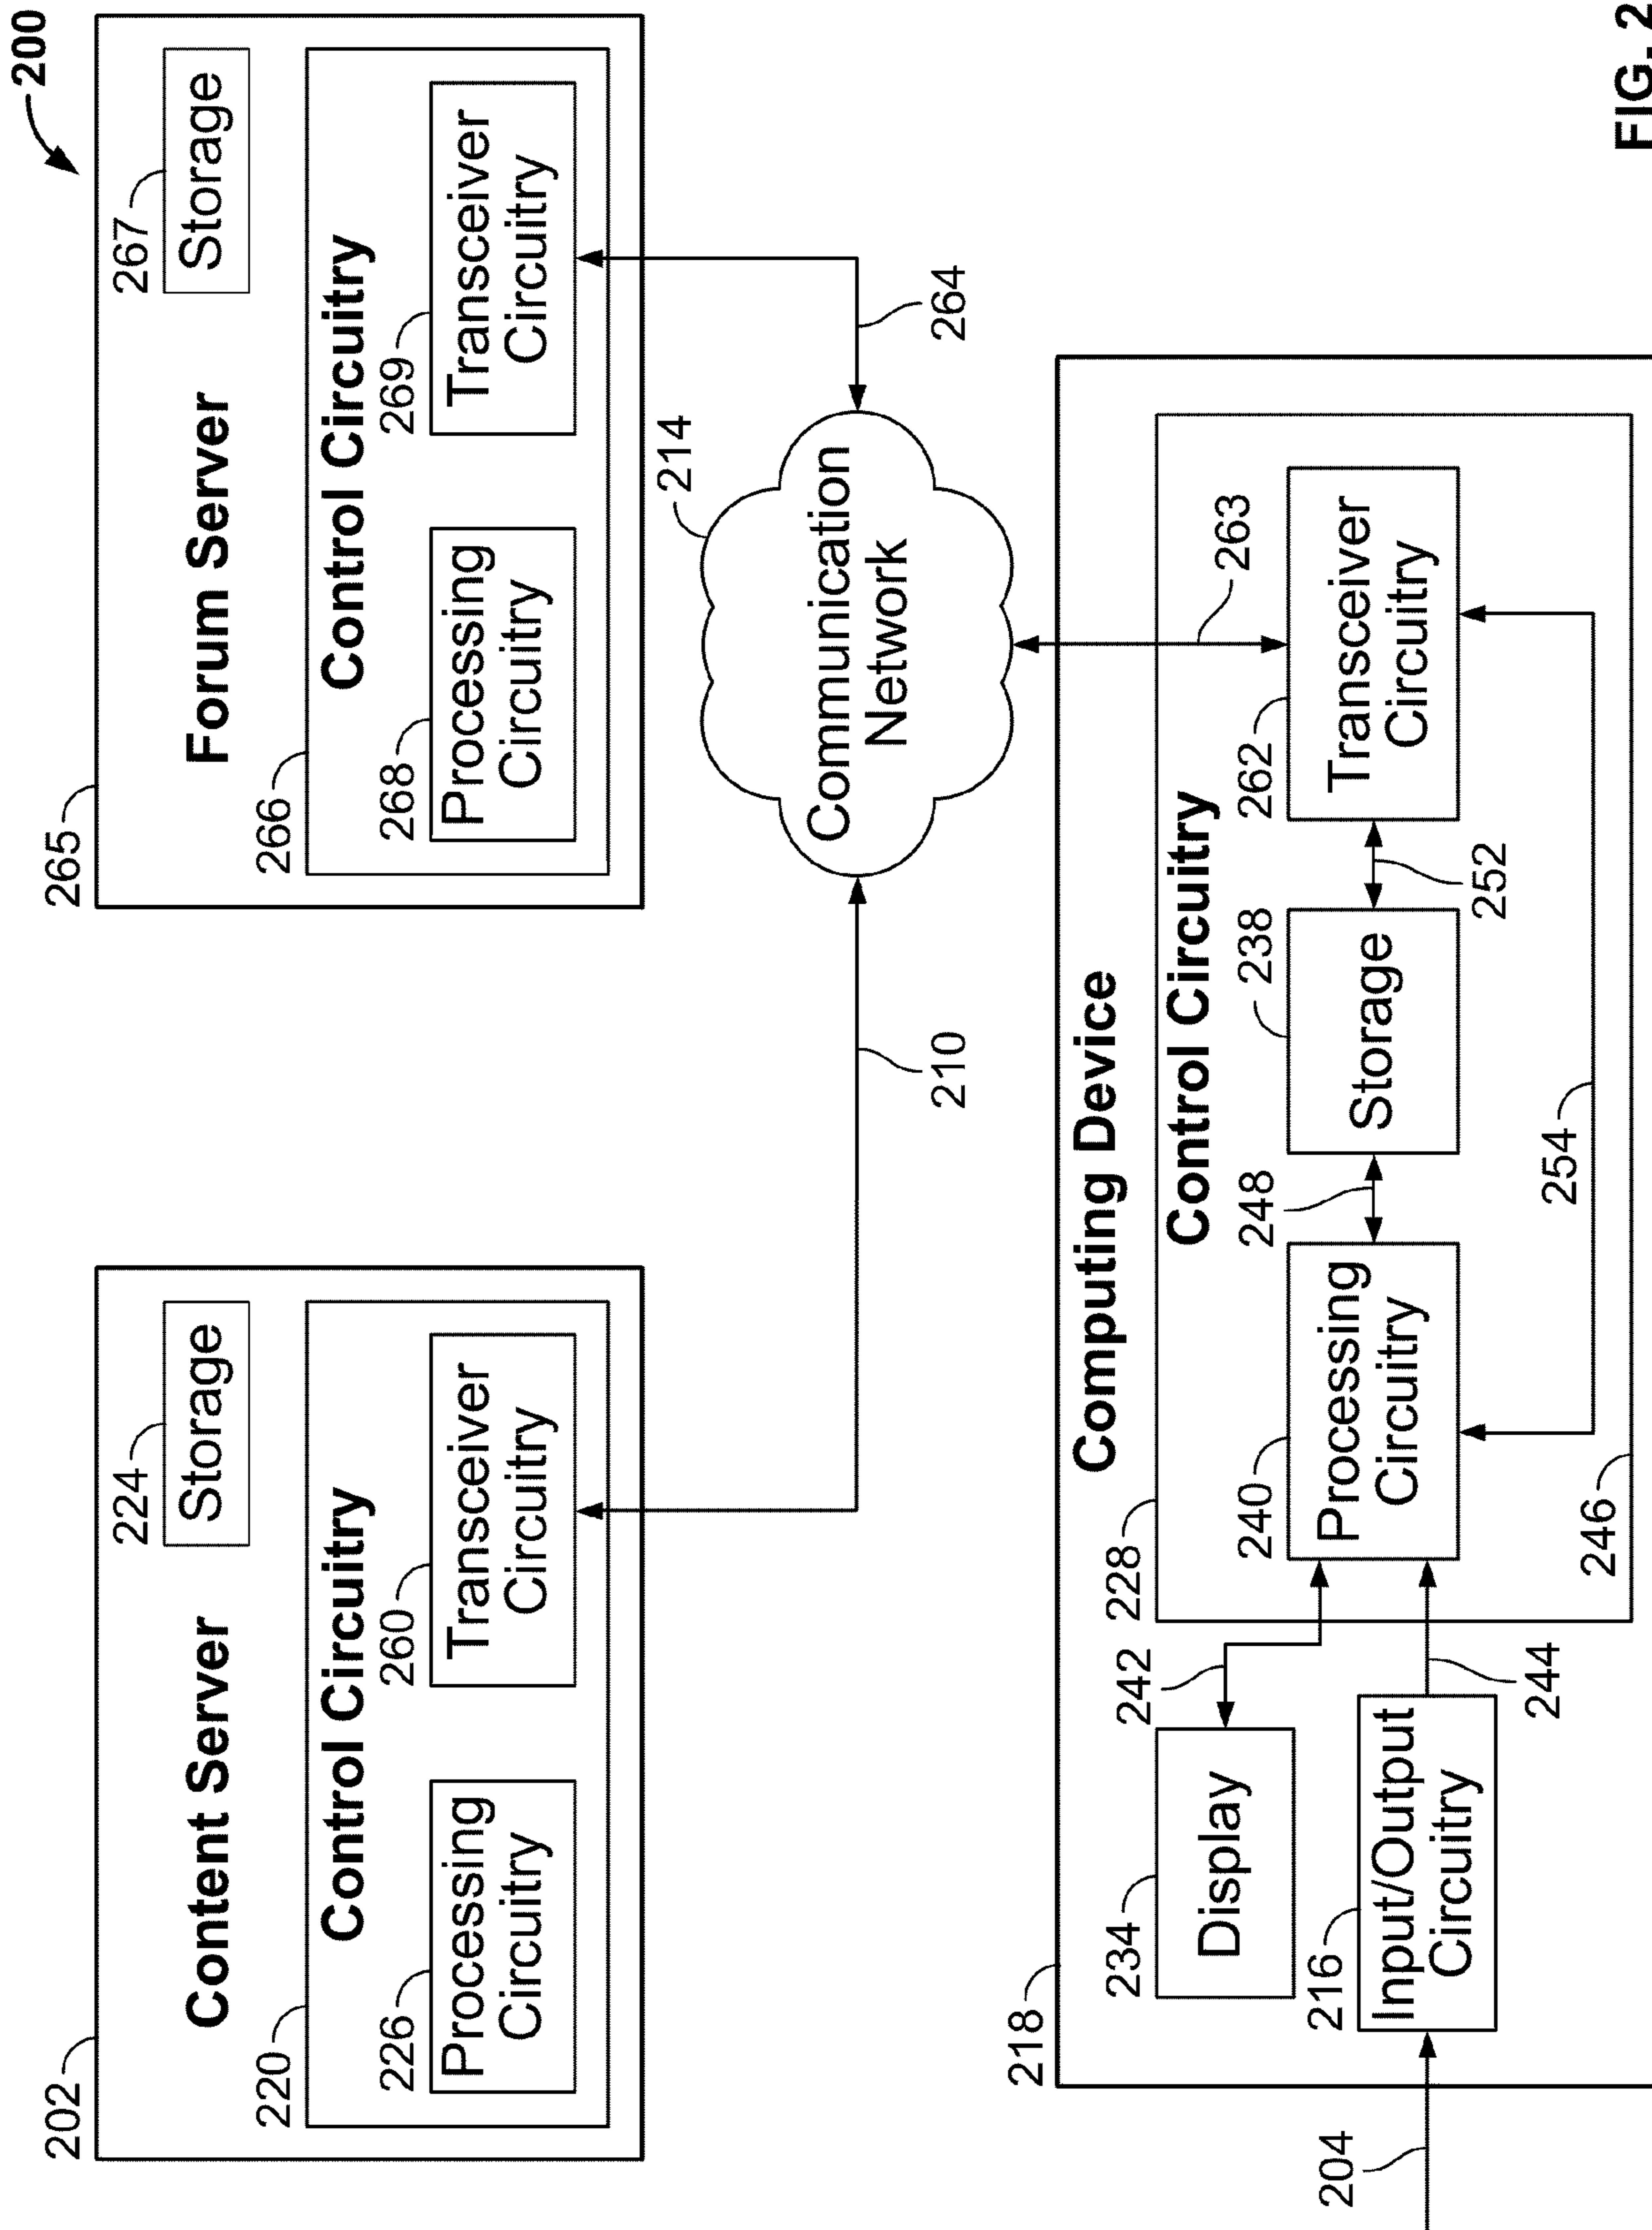 200
202
Content Server
224
Storage
220
Control Circuitry
226
Processing
Circuitry
260
Transceiver
Circuitry
265
Forum Server
267
Storage
266
Control Circuitry
268
Processing
Circuitry
269
Transceiver
Circuitry
210
214
Communication
Network
264
263
218
Computing Device
228
Control Circuitry
234
Display
242
240
Processing
Circuitry
248
238
Storage
252
262
Transceiver
Circuitry
204
216
Input/Output
Circuitry
244
254
246
FIG. 2